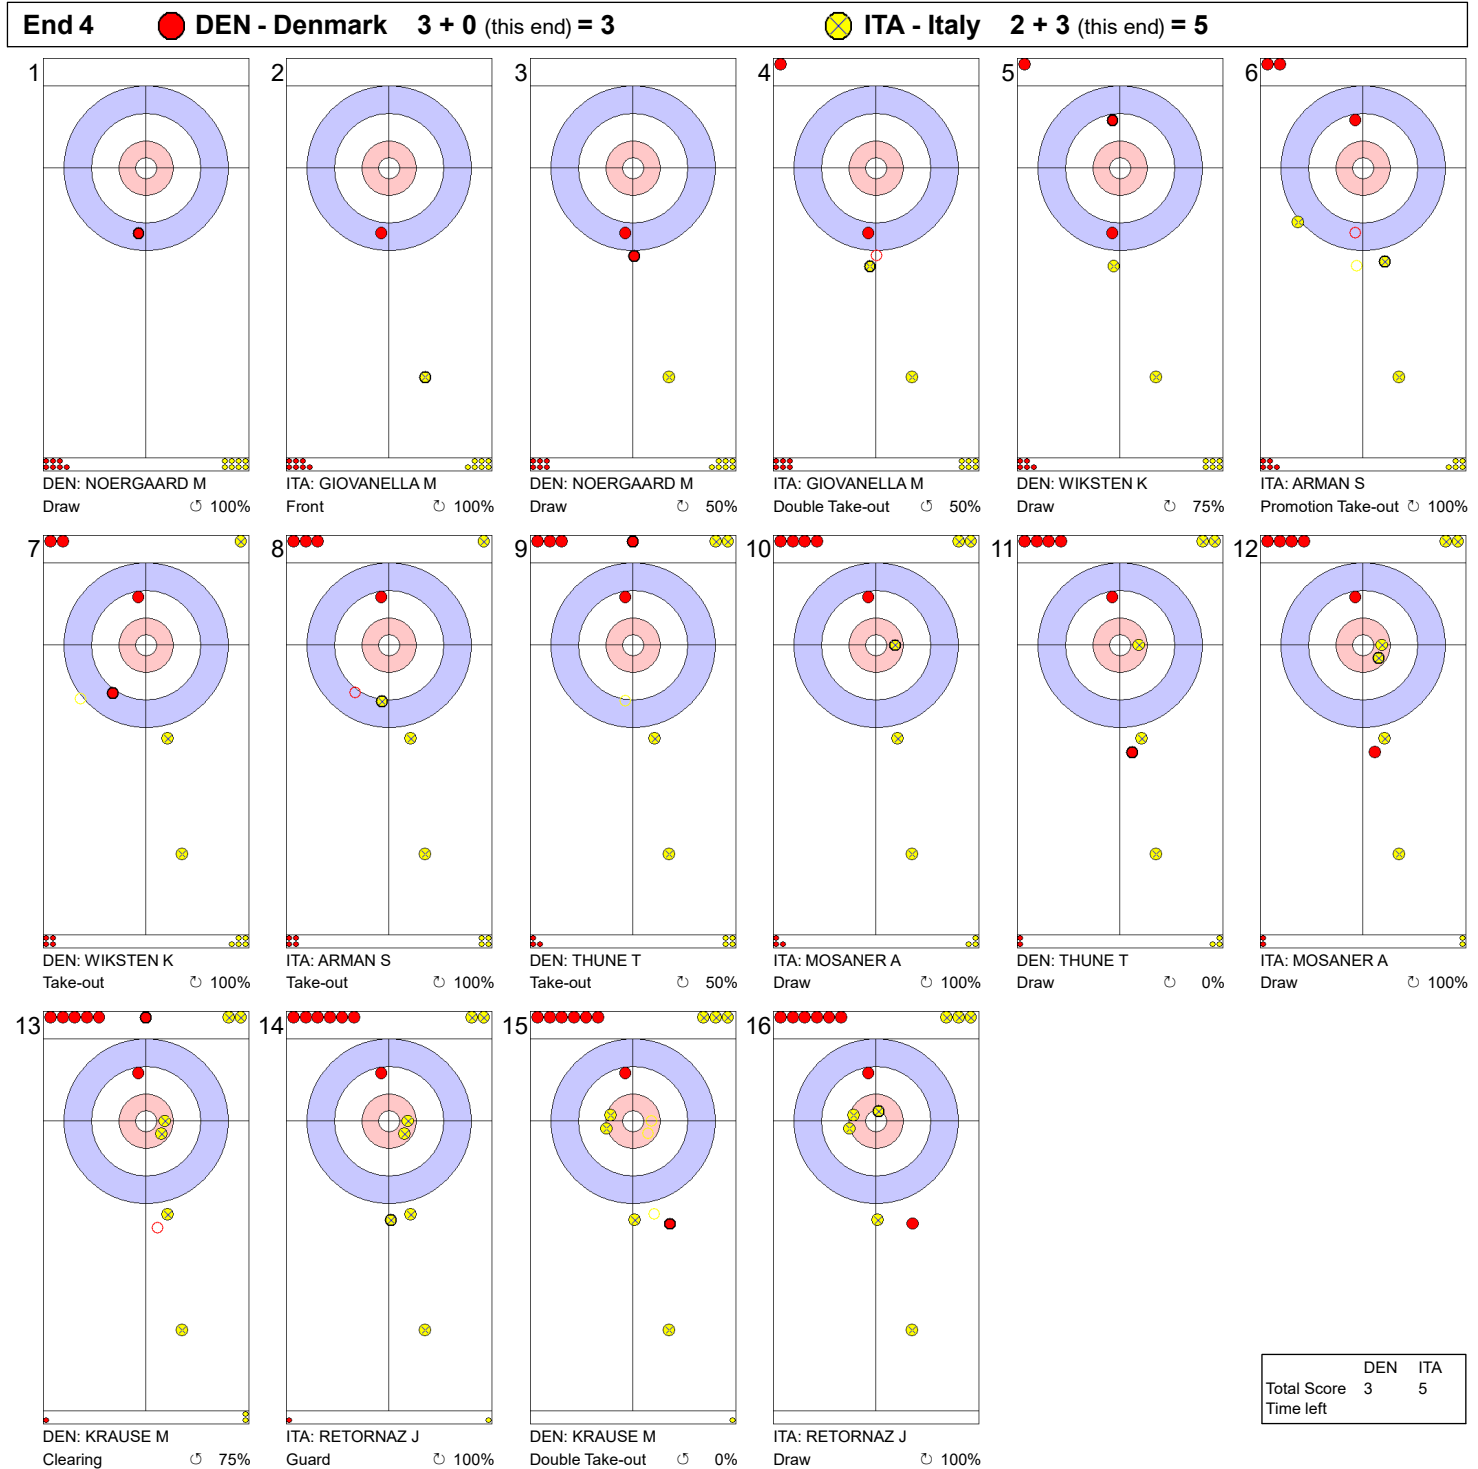 End 4 DEN - Denmark 3 + 0 (this end) = 3 ITA - Italy 2 + 3 (this end) = 5
1 2 3 4 5 6
DEN: NOERGAARD M ITA: GIOVANELLA M DEN: NOERGAARD M ITA: GIOVANELLA M DEN: WIKSTEN K ITA: ARMAN S
Draw ↺ 100% Front ↻ 100% Draw ↻ 50% Double Take-out ↺ 50% Draw ↻ 75% Promotion Take-out ↻ 100%
7 8 9 10 11 12
DEN: WIKSTEN K ITA: ARMAN S DEN: THUNE T ITA: MOSANER A DEN: THUNE T ITA: MOSANER A
Take-out ↻ 100% Take-out ↻ 100% Take-out ↻ 50% Draw ↻ 100% Draw ↻ 0% Draw ↻ 100%
13 14 15 16
DEN: KRAUSE M ITA: RETORNAZ J DEN: KRAUSE M ITA: RETORNAZ J
Clearing ↺ 75% Guard ↻ 100% Double Take-out ↺ 0% Draw ↻ 100%
DEN ITA
Total Score 3 5
Time left